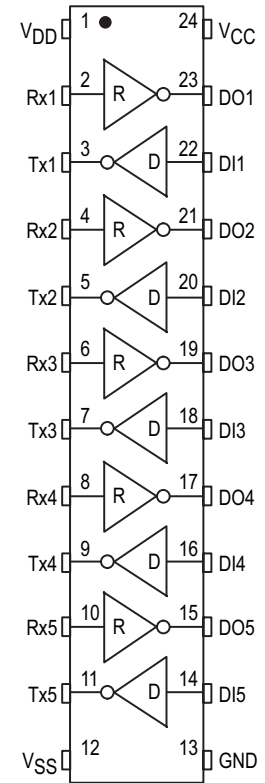 VDD 1 24 VCC
Rx1 2 R 23 DO1
Tx1 3 D 22 DI1
Rx2 4 R 21 DO2
Tx2 5 D 20 DI2
Rx3 6 R 19 DO3
Tx3 7 D 18 DI3
Rx4 8 R 17 DO4
Tx4 9 D 16 DI4
Rx5 10 R 15 DO5
Tx5 11 D 14 DI5
VSS 12 13 GND